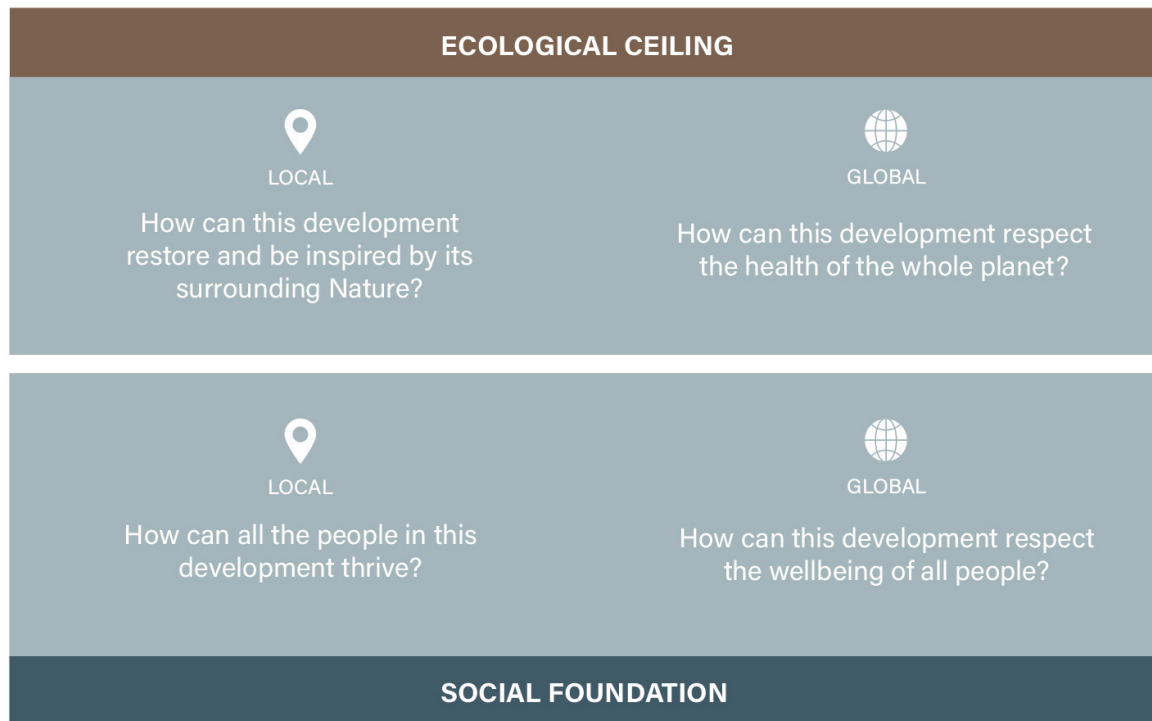 ECOLOGICAL CEILING
LOCAL
How can this development
restore and be inspired by its
surrounding Nature?
GLOBAL
How can this development respect
the health of the whole planet?
LOCAL
How can all the people in this
development thrive?
GLOBAL
How can this development respect
the wellbeing of all people?
SOCIAL FOUNDATION